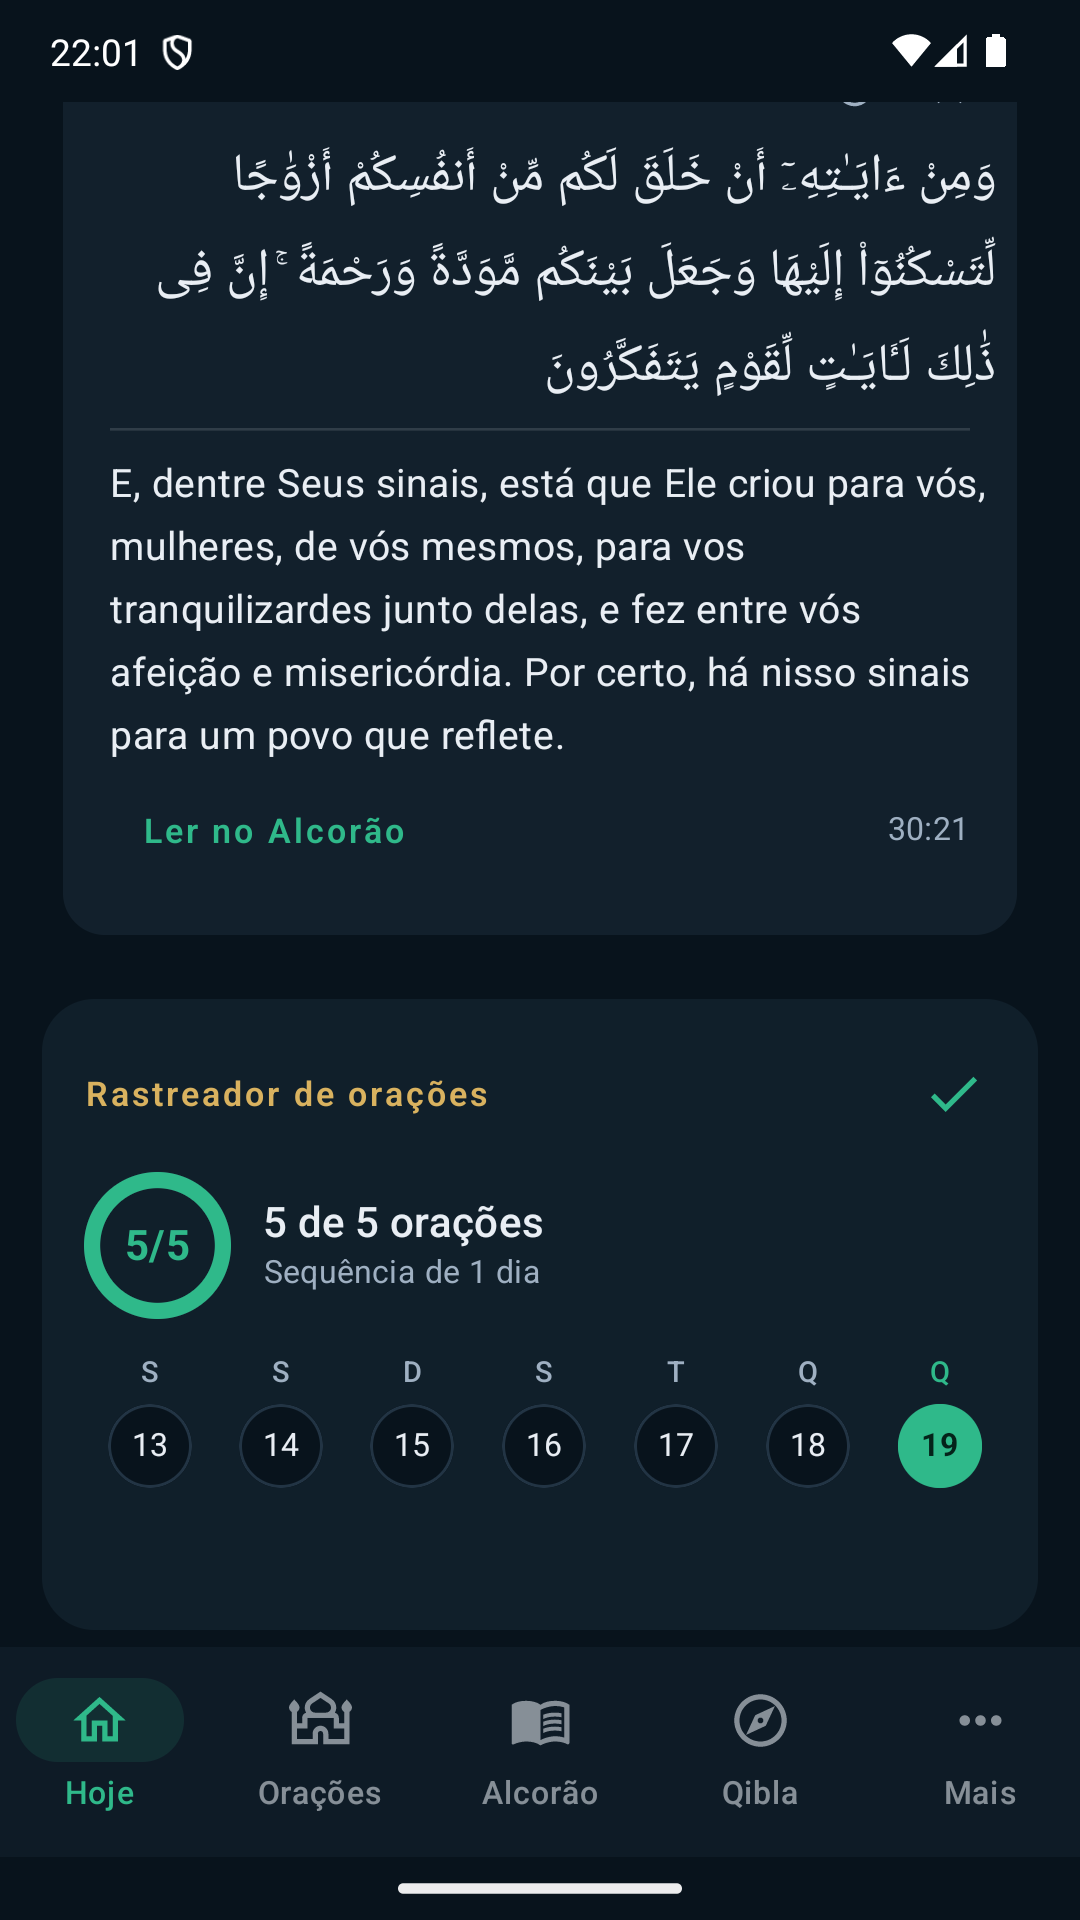 22:01
وَمِنْ ءَايَـٰتِهِۦٓ أَنْ خَلَقَ لَكُم مِّنْ أَنفُسِكُمْ أَزْوَٰجًا
لِّتَسْكُنُوٓا۟ إِلَيْهَا وَجَعَلَ بَيْنَكُم مَّوَدَّةً وَرَحْمَةً ۚ إِنَّ فِى
ذَٰلِكَ لَـَٔايَـٰتٍ لِّقَوْمٍ يَتَفَكَّرُونَ
E, dentre Seus sinais, está que Ele criou para vós,
mulheres, de vós mesmos, para vos
tranquilizardes junto delas, e fez entre vós
afeição e misericórdia. Por certo, há nisso sinais
para um povo que reflete.
Ler no Alcorão 30:21
Rastreador de orações
5/5
5 de 5 orações
Sequência de 1 dia
S S D S T Q Q
13 14 15 16 17 18 19
Hoje Orações Alcorão Qibla Mais